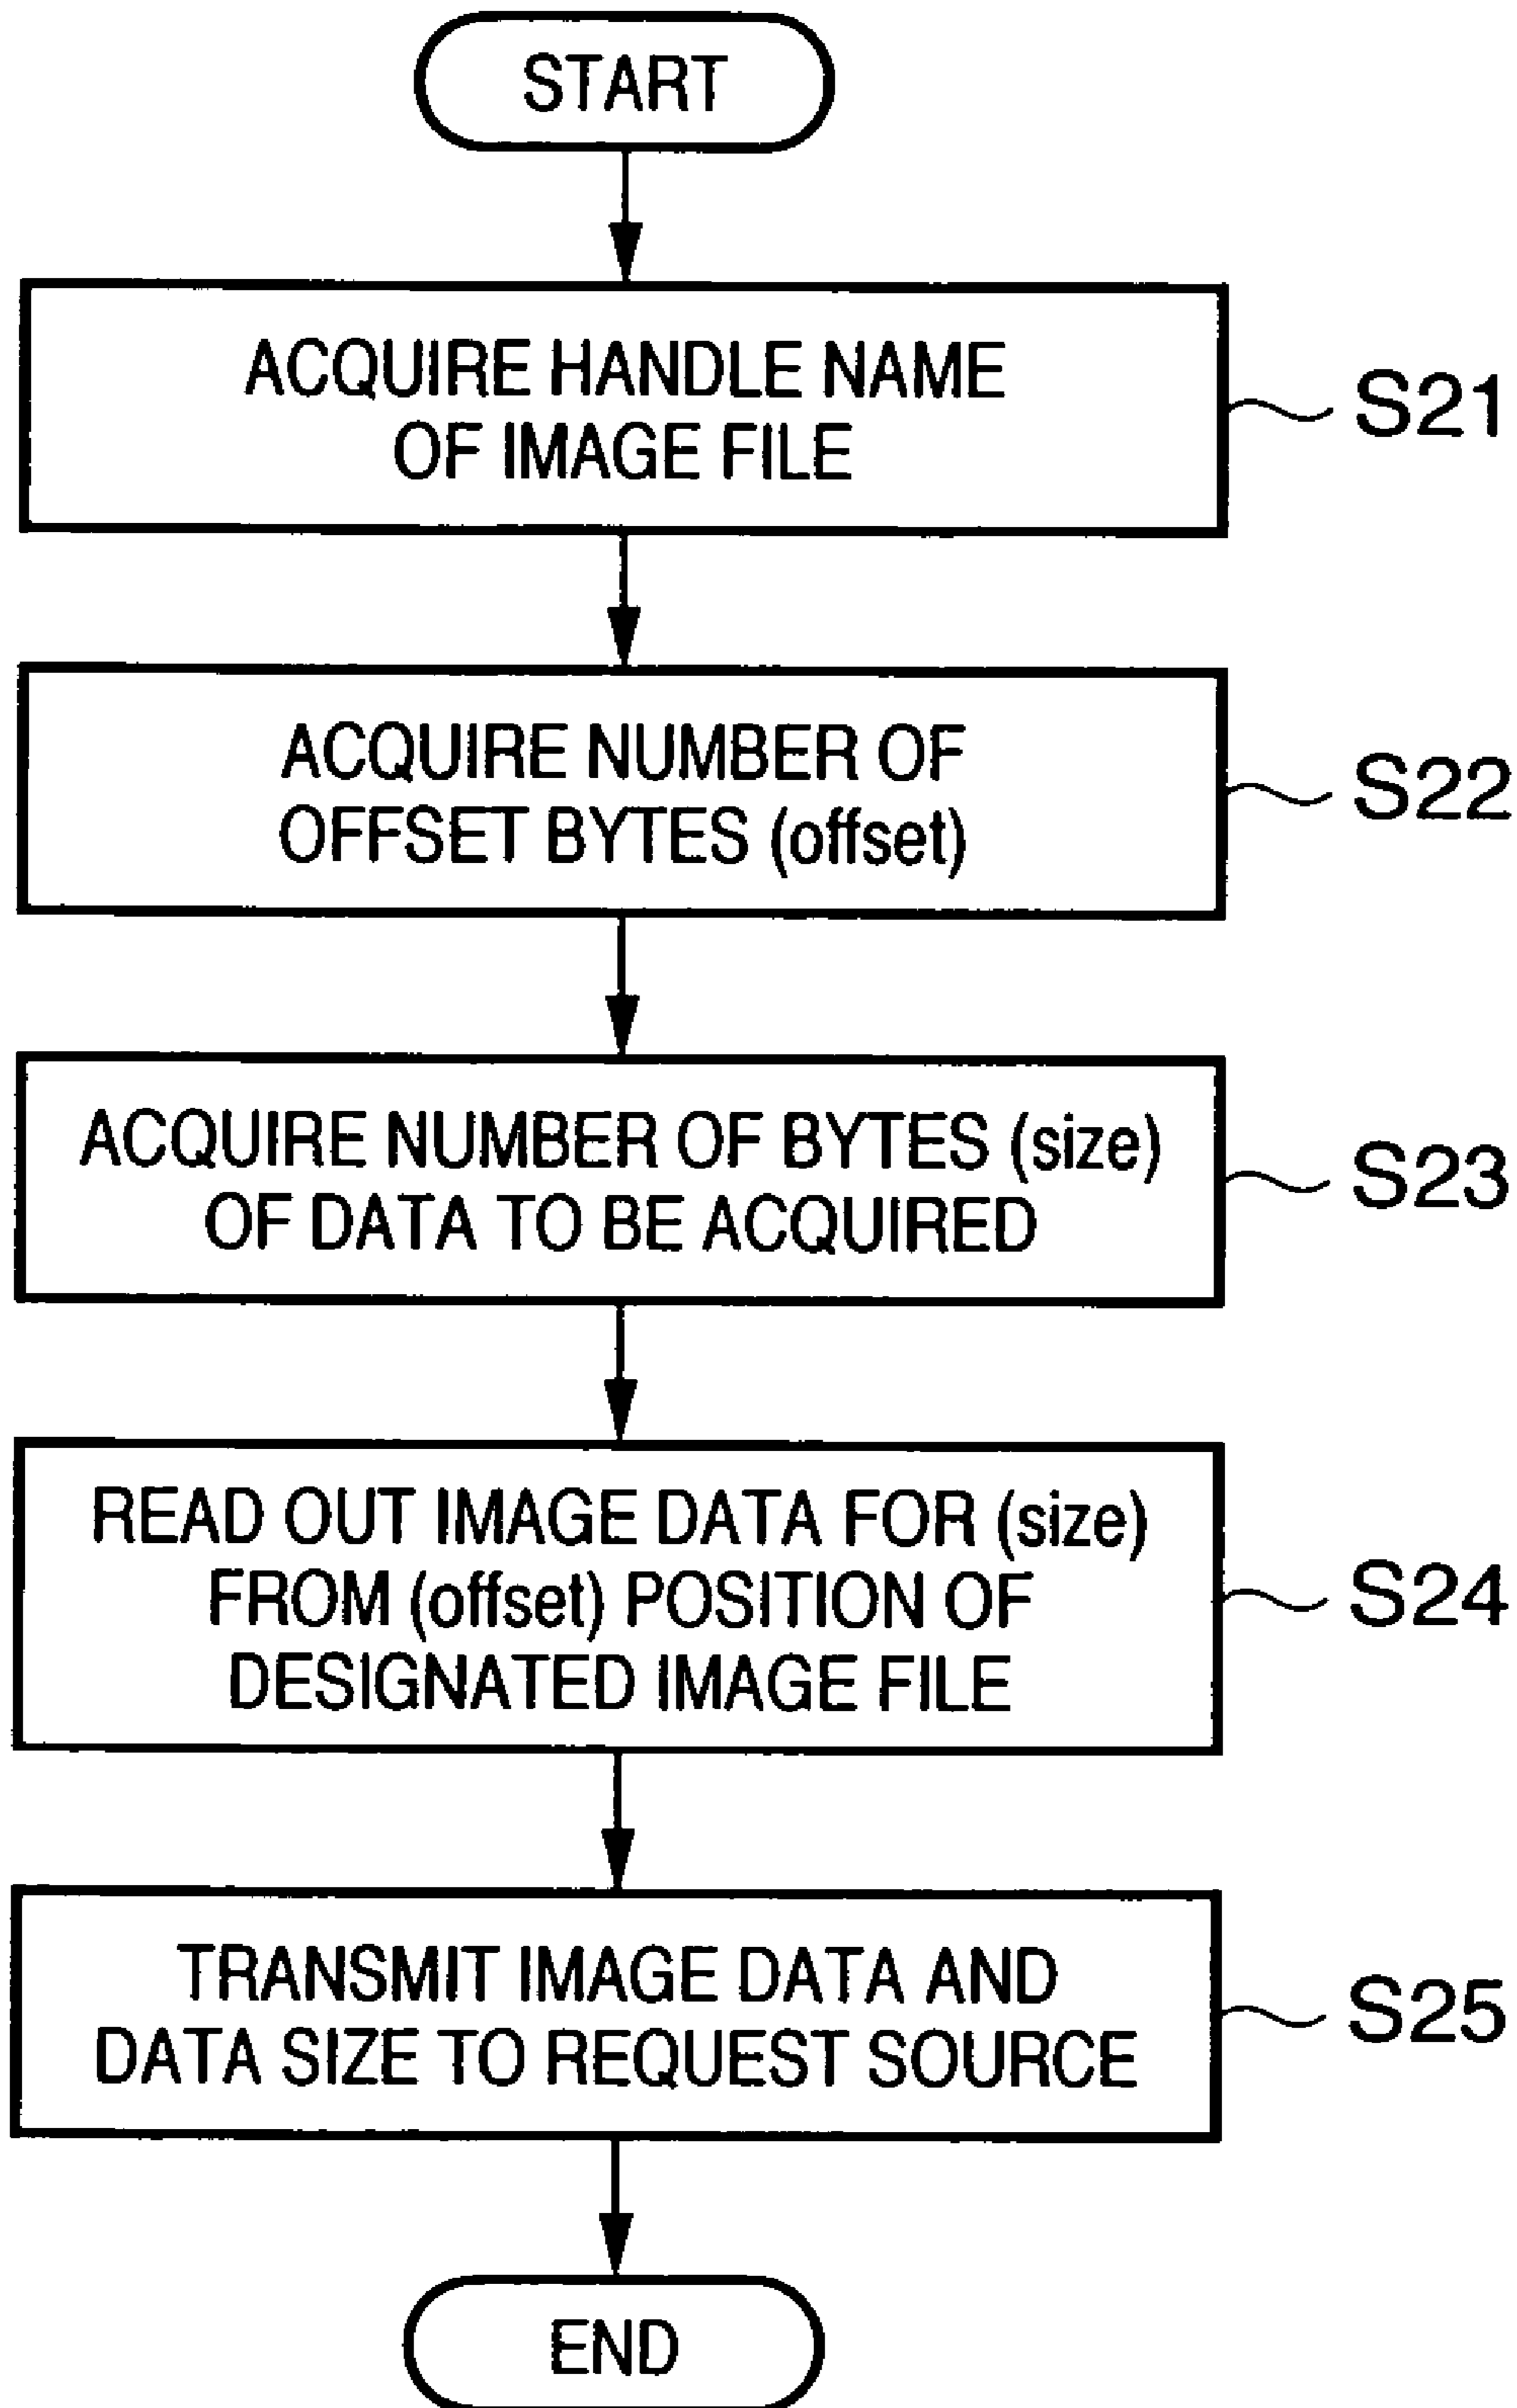 START
ACQUIRE HANDLE NAME
OF IMAGE FILE
S21
ACQUIRE NUMBER OF
OFFSET BYTES (offset)
S22
ACQUIRE NUMBER OF BYTES (size)
OF DATA TO BE ACQUIRED
S23
READ OUT IMAGE DATA FOR (size)
FROM (offset) POSITION OF
DESIGNATED IMAGE FILE
S24
TRANSMIT IMAGE DATA AND
DATA SIZE TO REQUEST SOURCE
S25
END